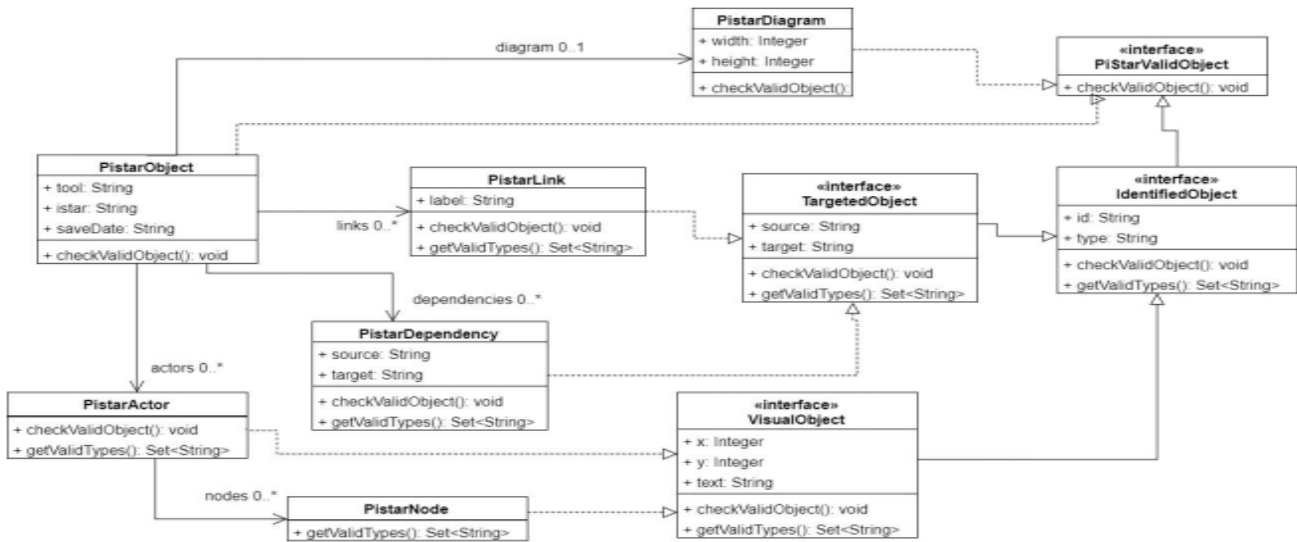 PistarDiagram
+ width: Integer
+ height: Integer
+ checkValidObject():
diagram 0..1
«interface»
PiStarValidObject
+ checkValidObject(): void
PistarObject
+ tool: String
+ istar: String
+ saveDate: String
+ checkValidObject(): void
links 0..*
PistarLink
+ label: String
+ checkValidObject(): void
+ getValidTypes(): Set<String>
«interface»
TargetedObject
+ source: String
+ target: String
+ checkValidObject(): void
+ getValidTypes(): Set<String>
«interface»
IdentifiedObject
+ id: String
+ type: String
+ checkValidObject(): void
+ getValidTypes(): Set<String>
dependencies 0..*
PistarDependency
+ source: String
+ target: String
+ checkValidObject(): void
+ getValidTypes(): Set<String>
actors 0..*
PistarActor
+ checkValidObject(): void
+ getValidTypes(): Set<String>
«interface»
VisualObject
+ x: Integer
+ y: Integer
+ text: String
+ checkValidObject(): void
+ getValidTypes(): Set<String>
nodes 0..*
PistarNode
+ getValidTypes(): Set<String>